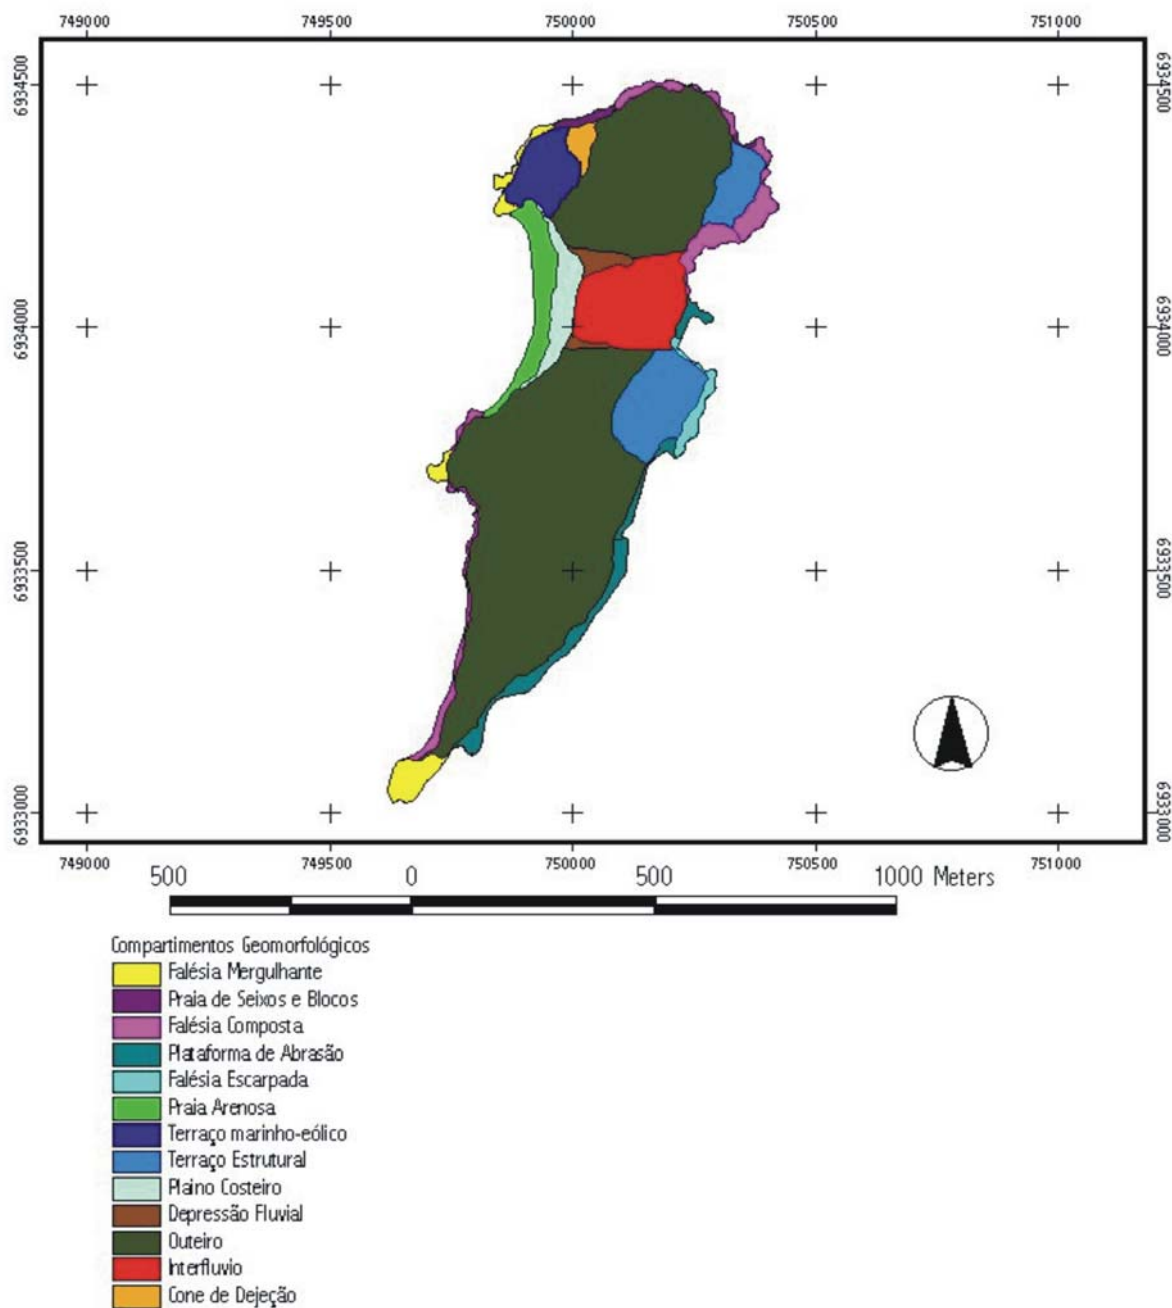 749000 749500 750000 750500 751000
6934500 6934500
6934000 6934000
6933500 6933500
6933000 6933000
749000 749500 750000 750500 751000
500 0 500 1000 Meters
Compartimentos Geomorfológicos
Falésia Mergulhante
Praia de Seixos e Blocos
Falésia Composta
Plataforma de Abrasão
Falésia Escarpada
Praia Arenosa
Terraço marinho-eólico
Terraço Estrutural
Plaino Costeiro
Depressão Fluvial
Outeiro
Interfluvio
Cone de Dejeção